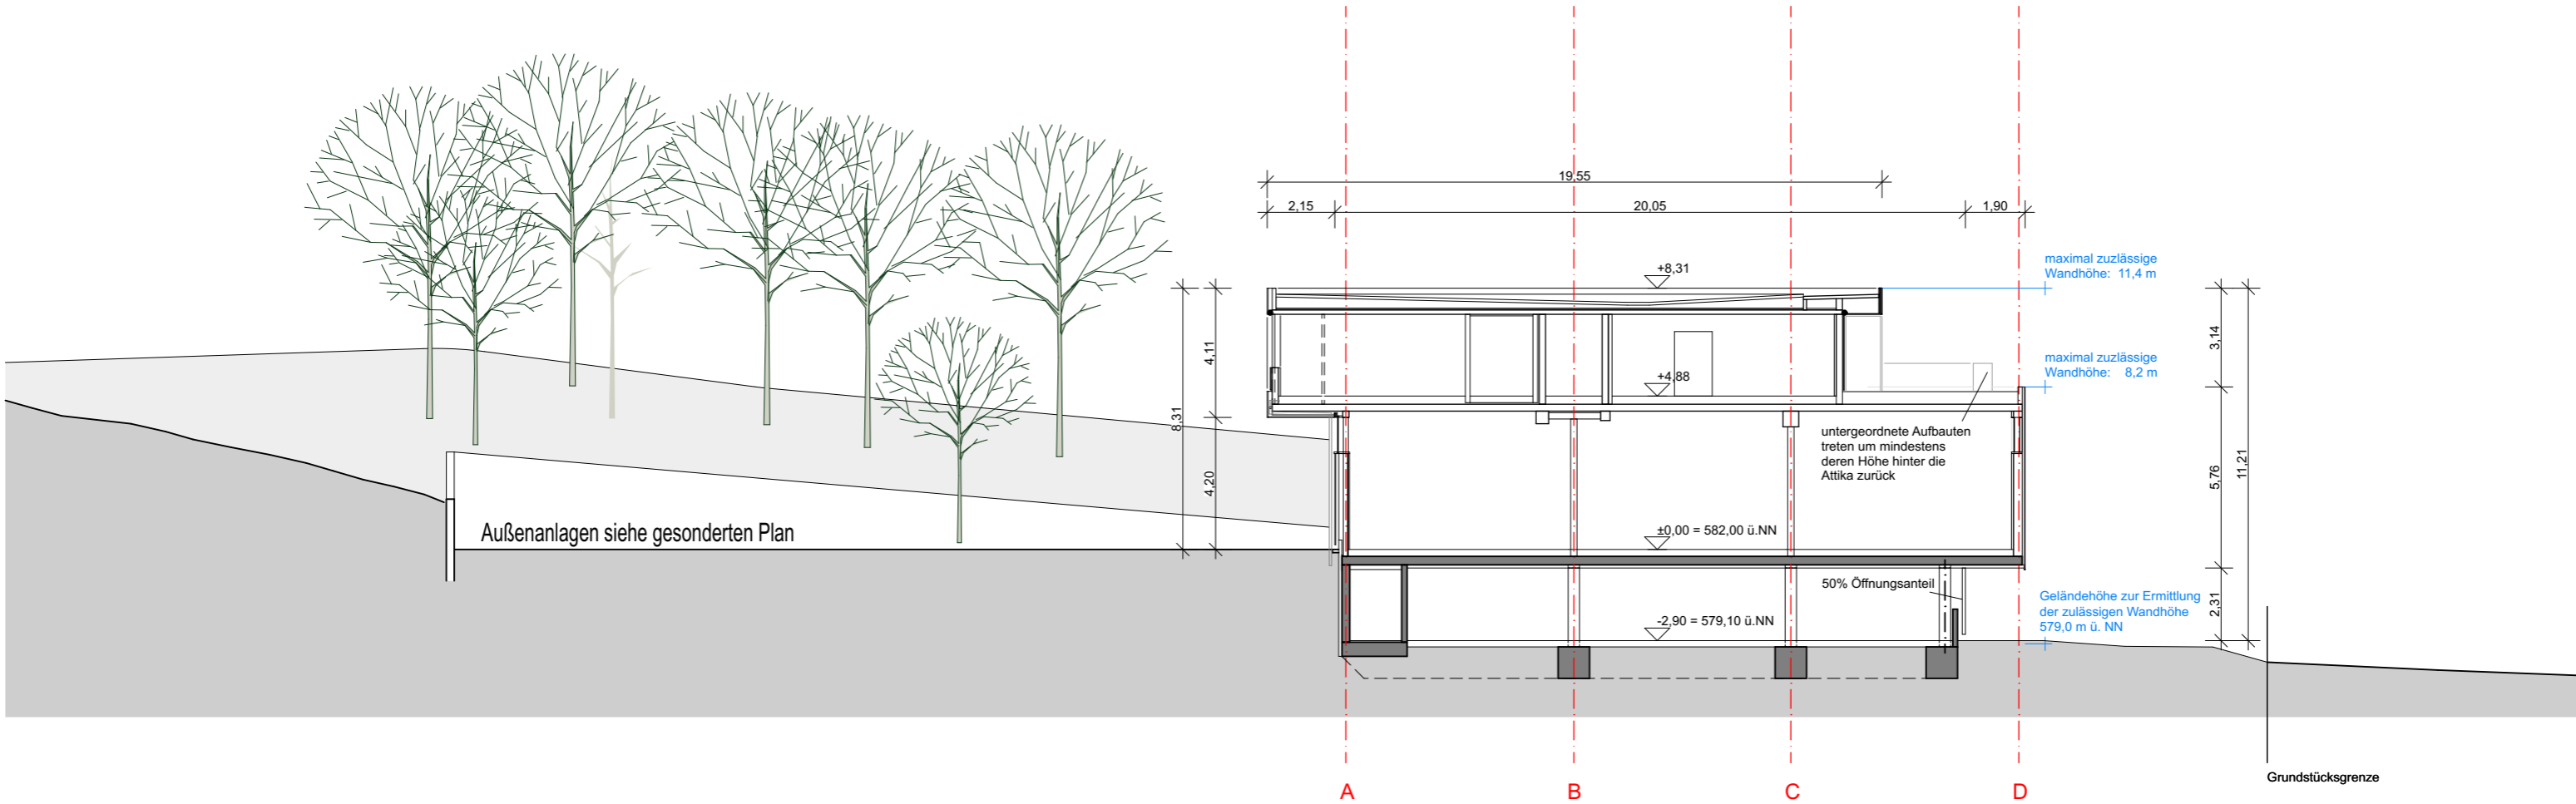 19,55
2,15
20,05
1,90
maximal zuzlässige
Wandhöhe: 11,4 m
+8,31
3,14
4,11
maximal zuzlässige
Wandhöhe: 8,2 m
+4,88
8,31
untergeordnete Aufbauten
treten um mindestens
deren Höhe hinter die
Attika zurück
11,21
5,76
4,20
Außenanlagen siehe gesonderten Plan
±0,00 = 582,00 ü.NN
50% Öffnungsanteil
Geländehöhe zur Ermittlung
der zulässigen Wandhöhe
579,0 m ü. NN
2,31
-2,90 = 579,10 ü.NN
Grundstücksgrenze
A
B
C
D